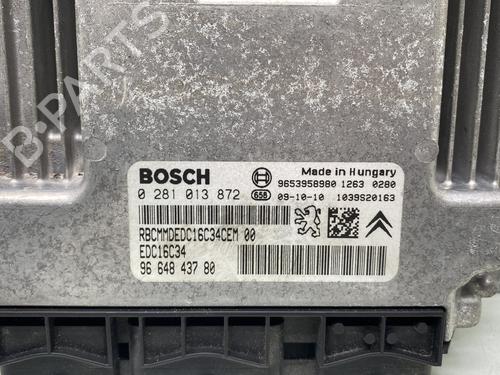 B-PARTS
BOSCH
Made in Hungary
9653958980 1263 0280
0 281 013 872
658
09-10-10 1039S20163
RBCMMDEDC16C34CEM 00
EDC16C34
96 648 437 80